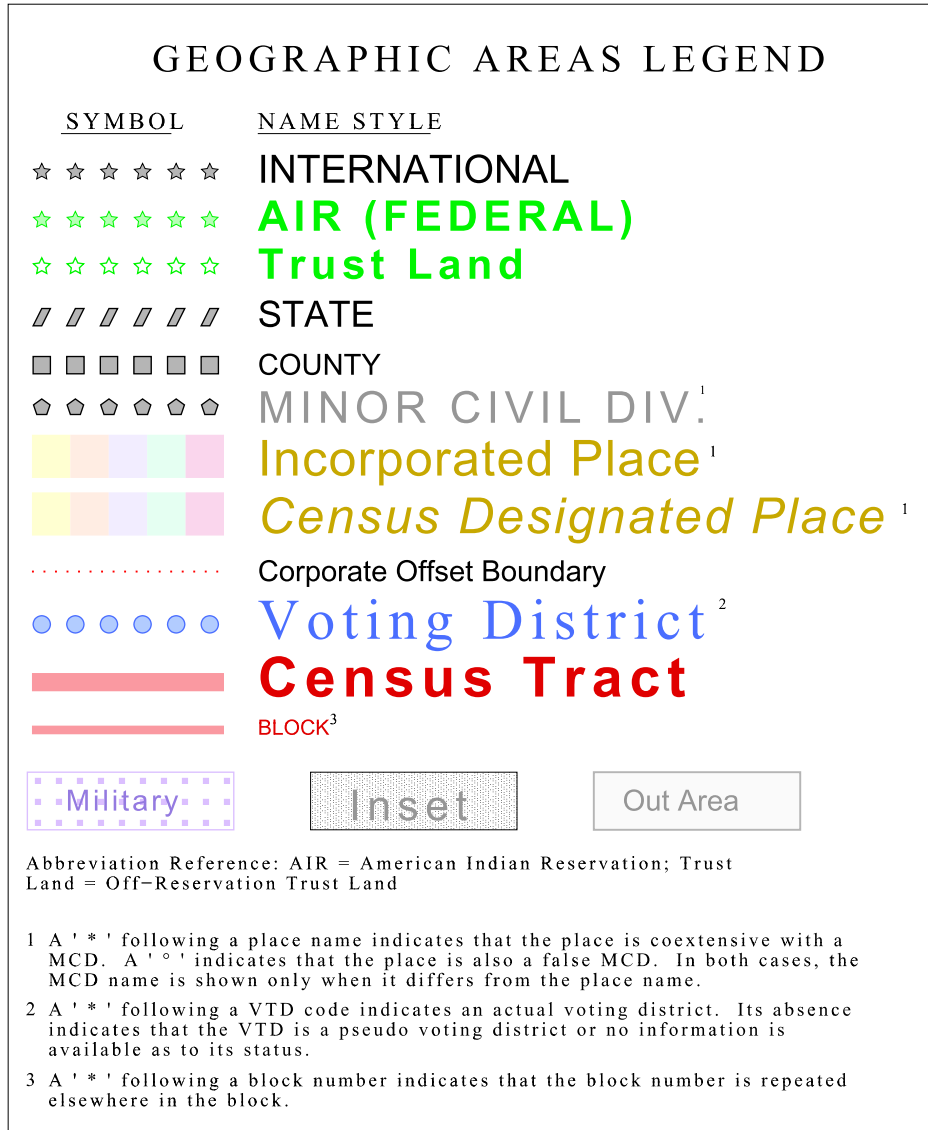 GEOGRAPHIC AREAS LEGEND
SYMBOL NAME STYLE
INTERNATIONAL
AIR (FEDERAL)
Trust Land
STATE
COUNTY
MINOR CIVIL DIV.1
Incorporated Place 1
Census Designated Place 1
Corporate Offset Boundary
Voting District 2
Census Tract
BLOCK3
Military Inset Out Area
Abbreviation Reference: AIR = American Indian Reservation; Trust
Land = Off−Reservation Trust Land
1 A ' * ' following a place name indicates that the place is coextensive with a
MCD. A ' ° ' indicates that the place is also a false MCD. In both cases, the
MCD name is shown only when it differs from the place name.
2 A ' * ' following a VTD code indicates an actual voting district. Its absence
indicates that the VTD is a pseudo voting district or no information is
available as to its status.
3 A ' * ' following a block number indicates that the block number is repeated
elsewhere in the block.